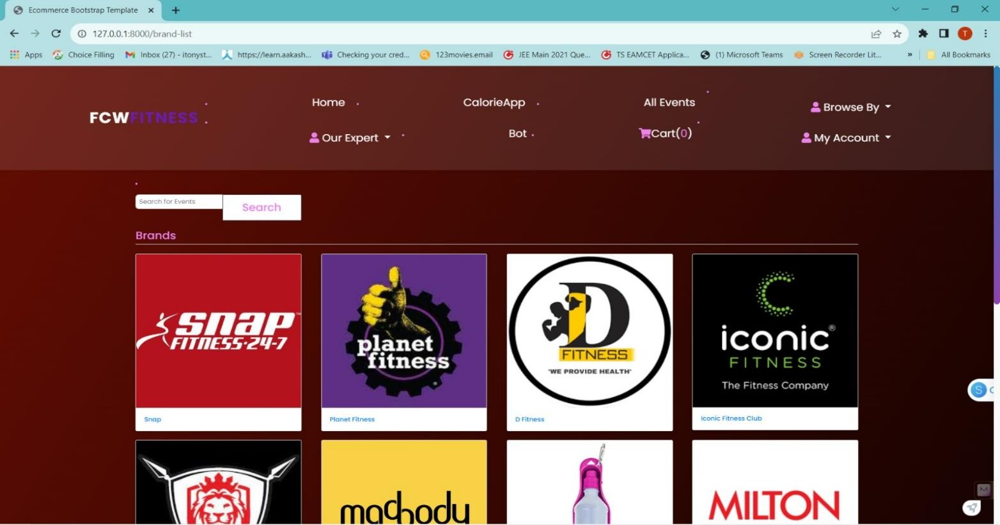 Ecommerce Bootstrap Template
127.0.0.1:8000/brand-list
T
Apps
Choice Filling
Inbox (27) - itonyst...
https://learn.aakash...
Checking your cred...
123movies.email
JEE Main 2021 Que...
TS EAMCET Applica...
(1) Microsoft Teams
Screen Recorder Lit...
»
All Bookmarks
FCWFITNESS
Home
CalorieApp
All Events
Browse By
Our Expert
Bot
Cart(0)
My Account
Search for Events
Search
Brands
snap™
FITNESS-24-7
planet
fitness®
D
FITNESS
"WE PROVIDE HEALTH"
iconic®
FITNESS
The Fitness Company
S
Snap
Planet Fitness
D Fitness
Iconic Fitness Club
madbody
MILTON